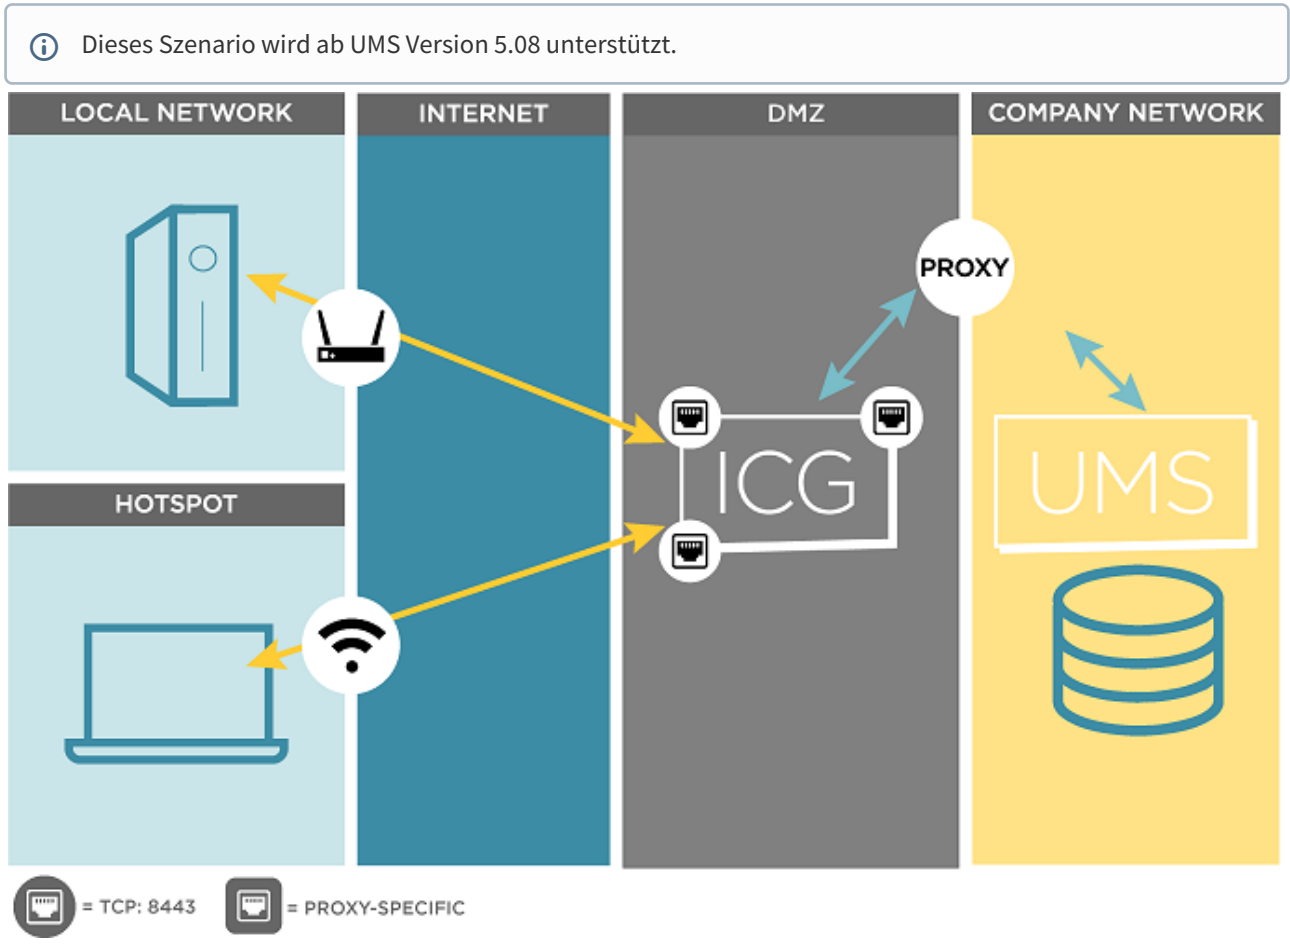 Dieses Szenario wird ab UMS Version 5.08 unterstützt.
LOCAL NETWORK
INTERNET
DMZ
COMPANY NETWORK
PROXY
ICG
UMS
HOTSPOT
= TCP: 8443
= PROXY-SPECIFIC